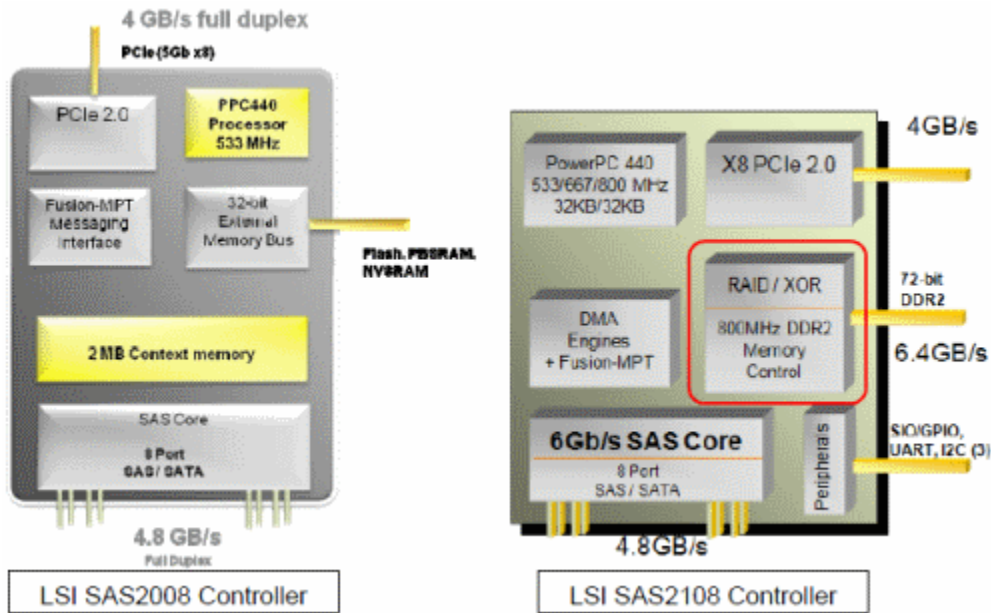 4 GB/s full duplex
PCIe (5Gb x8)
PCIe 2.0
PPC440
Processor
533 MHz
Fusion-MPT
Messaging
Interface
32-bit
External
Memory Bus
Flash, PBSRAM,
NVSRAM
2 MB Context memory
SAS Core
8 Port
SAS / SATA
4.8 GB/s
Full Duplex
LSI SAS2008 Controller
PowerPC 440
533/667/800 MHz
32KB/32KB
X8 PCIe 2.0
4GB/s
RAID / XOR
800MHz DDR2
Memory
Control
72-bit
DDR2
6.4GB/s
DMA
Engines
+ Fusion-MPT
6Gb/s SAS Core
8 Port
SAS / SATA
Peripherals
SIO/GPIO,
UART, I2C (3)
4.8GB/s
LSI SAS2108 Controller